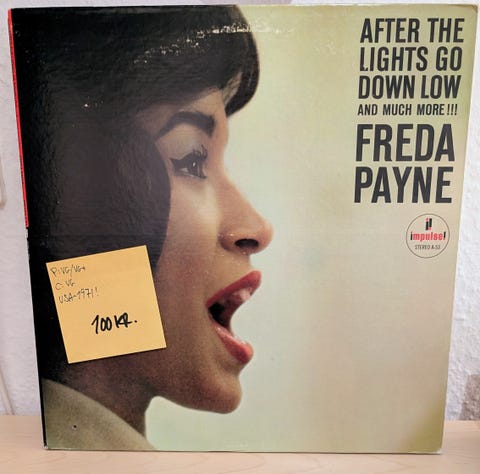 AFTER THE
LIGHTS GO
DOWN LOW
AND MUCH MORE!!!
FREDA
PAYNE
impulse!
STEREO A-53
P: VG/VG+
C: VG
USA-1971!
100 KR.